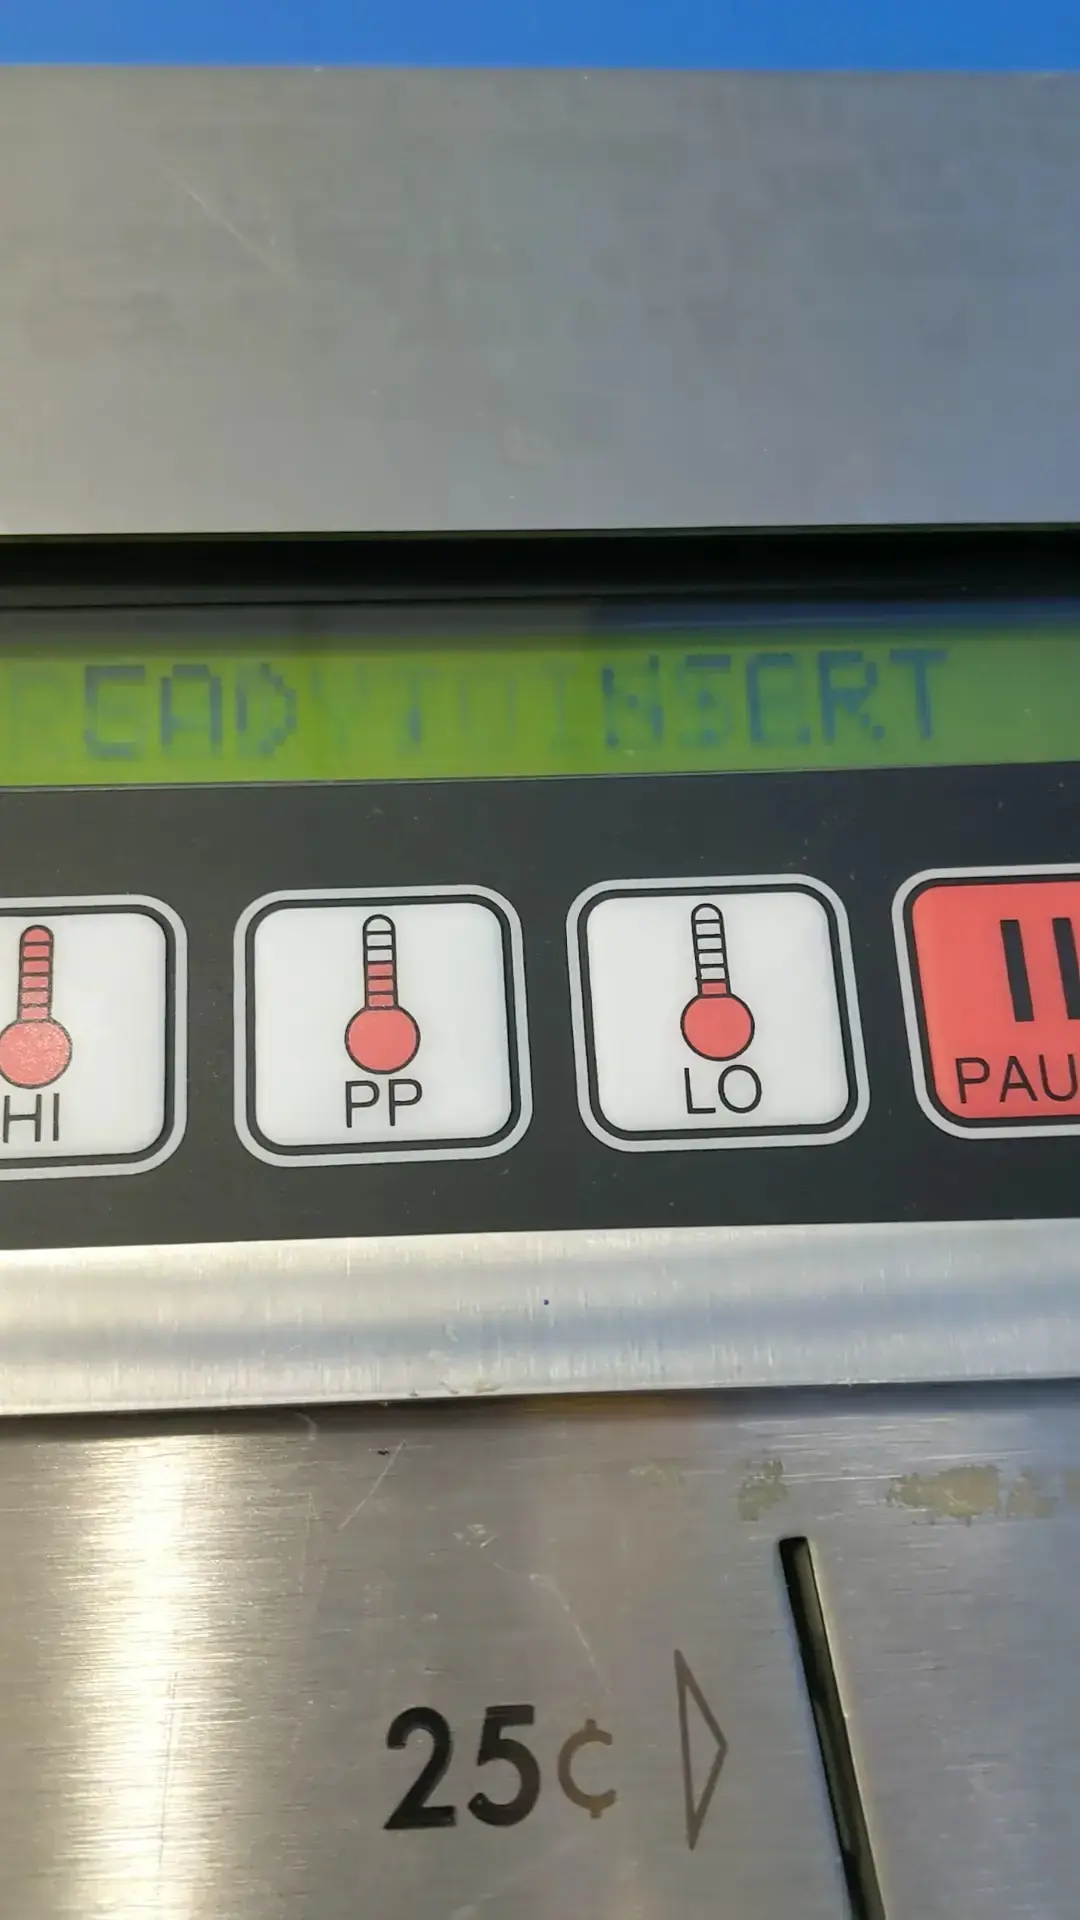 READY TO INSERT
HI PP LO PAU
25¢